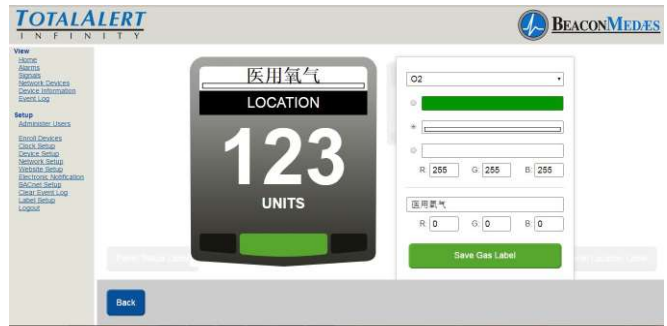 TOTALALERT
INFINITY
BEACONMEDÆS
View
Home
Alarms
Signals
Network Devices
Device Information
Event Log
Setup
Administer Users
Enroll Devices
Clock Setup
Device Setup
Network Setup
Website Setup
Electronic Notification
BACnet Setup
Clear Event Log
Label Setup
Logout
医用氧气
LOCATION
123
UNITS
O2
R: 255 G: 255 B: 255
医用氧气
R: 0 G: 0 B: 0
Save Gas Label
Back